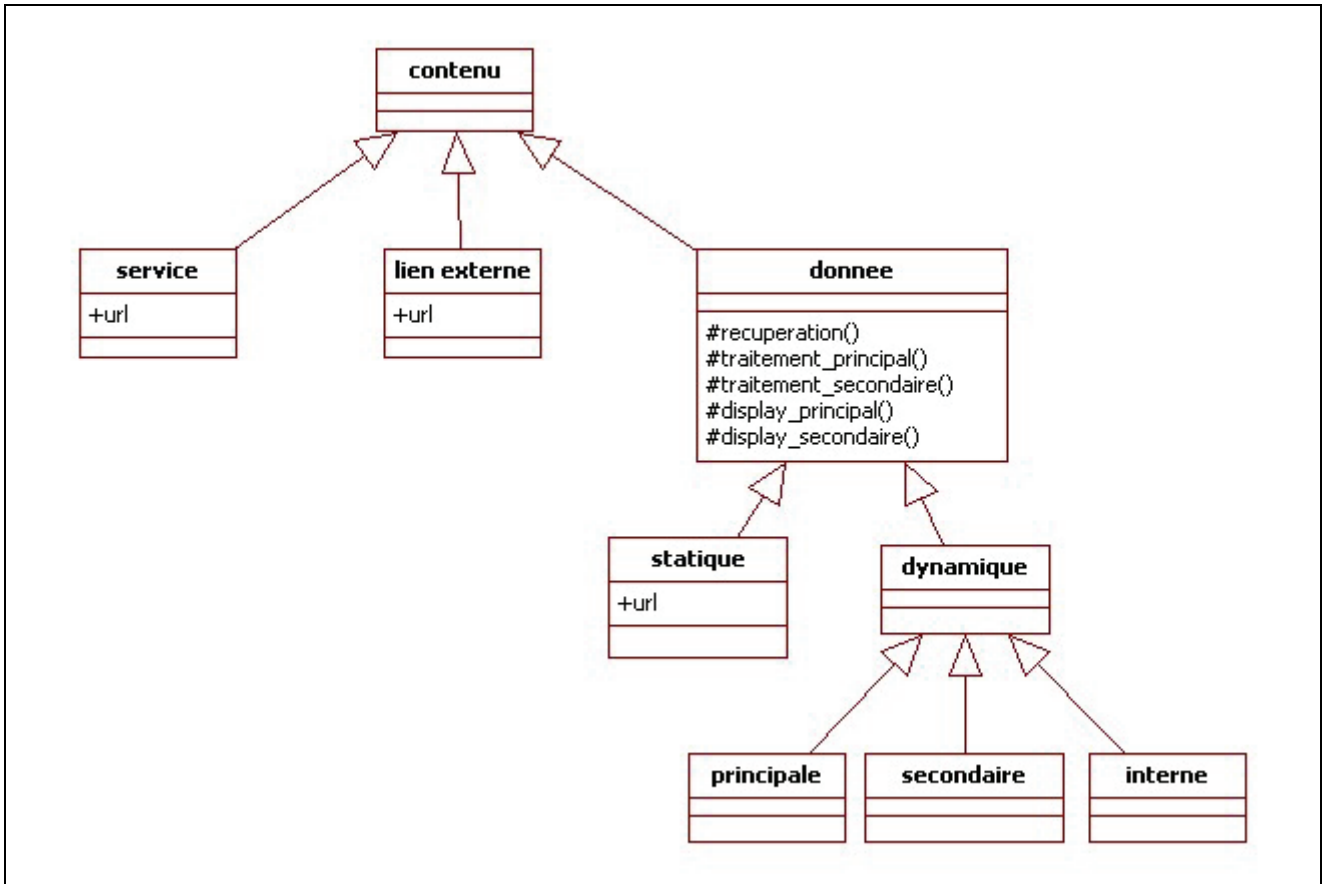 contenu
service
+url
lien externe
+url
donnee
#recuperation()
#traitement_principal()
#traitement_secondaire()
#display_principal()
#display_secondaire()
statique
+url
dynamique
principale
secondaire
interne